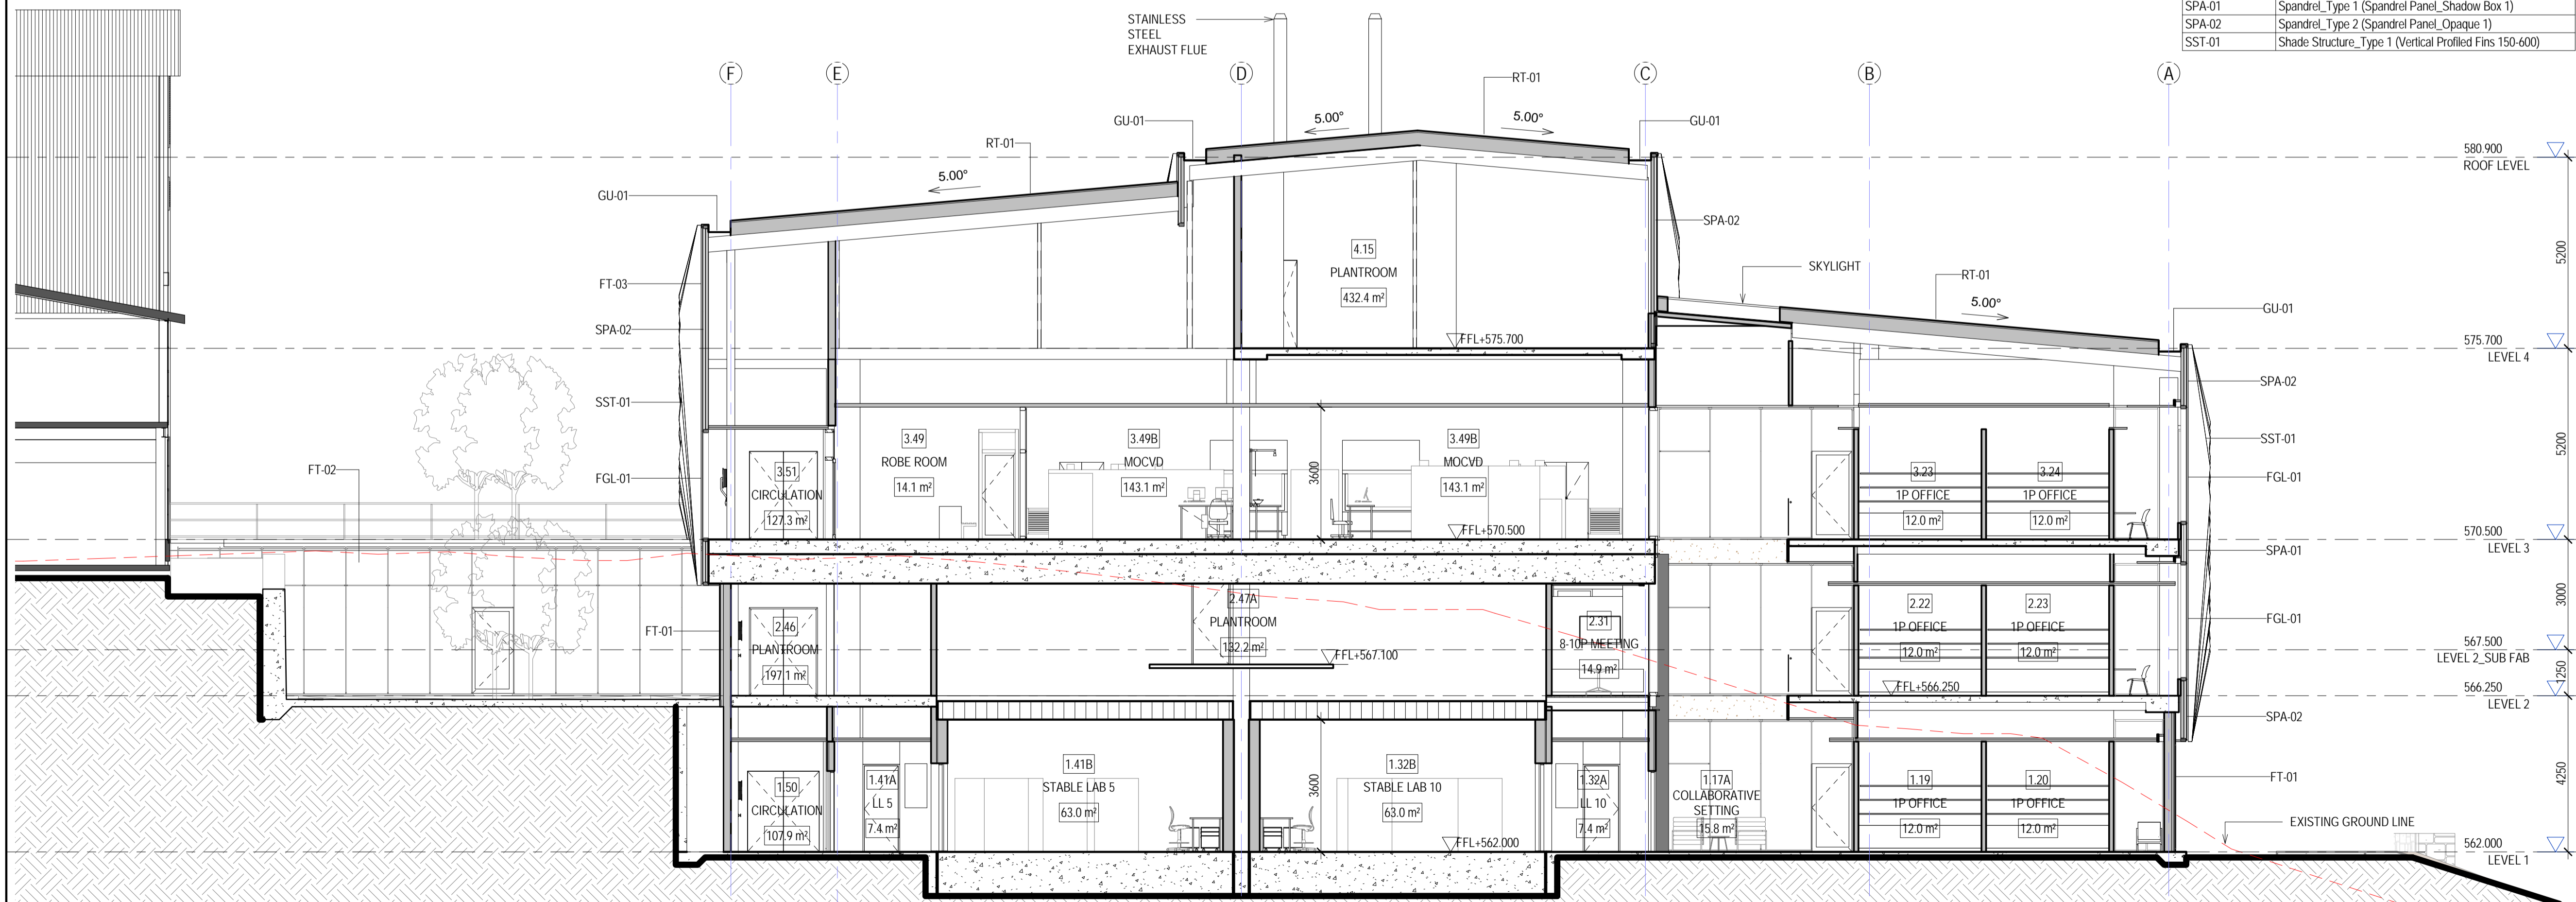 SPA-01 Spandrel_Type 1 (Spandrel Panel_Shadow Box 1)
SPA-02 Spandrel_Type 2 (Spandrel Panel_Opaque 1)
SST-01 Shade Structure_Type 1 (Vertical Profiled Fins 150-600)
STAINLESS
STEEL
EXHAUST FLUE
F
E
D
C
B
A
RT-01
GU-01
5.00°
5.00°
GU-01
RT-01
5.00°
GU-01
580.900
ROOF LEVEL
SPA-02
4.15
PLANTROOM
432.4 m²
SKYLIGHT
RT-01
5.00°
GU-01
5200
FT-03
SPA-02
FFL+575.700
575.700
LEVEL 4
SPA-02
SST-01
FT-02
FGL-01
3.51
CIRCULATION
127.3 m²
3.49
ROBE ROOM
14.1 m²
3.49B
MOCVD
143.1 m²
3600
3.49B
MOCVD
143.1 m²
3.23
1P OFFICE
12.0 m²
3.24
1P OFFICE
12.0 m²
SST-01
FGL-01
5200
FFL+570.500
570.500
LEVEL 3
SPA-01
FT-01
2.46
PLANTROOM
197.1 m²
2.47A
PLANTROOM
132.2 m²
FFL+567.100
2.31
8-10P MEETING
14.9 m²
2.22
1P OFFICE
12.0 m²
2.23
1P OFFICE
12.0 m²
FGL-01
3000
567.500
LEVEL 2_SUB FAB
1250
FFL+566.250
566.250
LEVEL 2
SPA-02
1.50
CIRCULATION
107.9 m²
1.41A
LL 5
7.4 m²
1.41B
STABLE LAB 5
63.0 m²
3600
1.32B
STABLE LAB 10
63.0 m²
1.32A
LL 10
7.4 m²
1.17A
COLLABORATIVE
SETTING
15.8 m²
1.19
1P OFFICE
12.0 m²
1.20
1P OFFICE
12.0 m²
FT-01
4250
EXISTING GROUND LINE
FFL+562.000
562.000
LEVEL 1